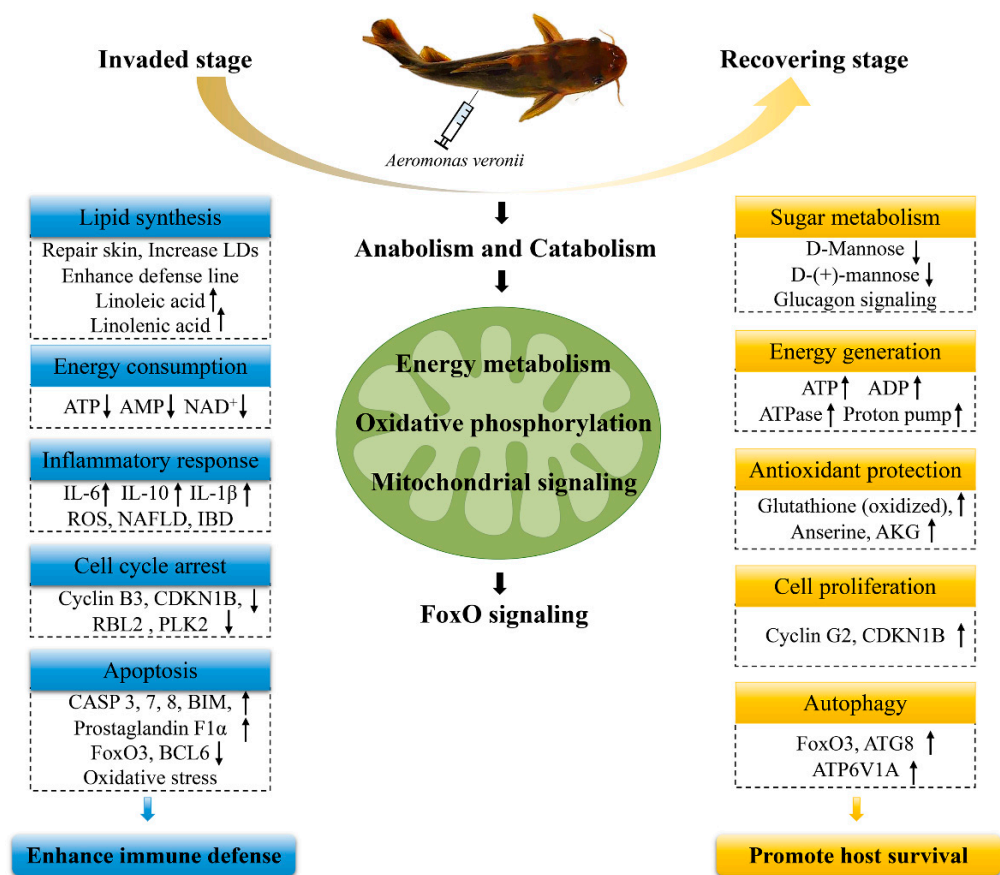 Invaded stage
Recovering stage
Aeromonas veronii
Lipid synthesis
Repair skin, Increase LDs
Enhance defense line
Linoleic acid ↑
Linolenic acid ↑
Energy consumption
ATP↓ AMP↓ NAD⁺↓
Inflammatory response
IL-6↑ IL-10↑ IL-1β↑
ROS, NAFLD, IBD
Cell cycle arrest
Cyclin B3, CDKN1B, ↓
RBL2 , PLK2 ↓
Apoptosis
CASP 3, 7, 8, BIM, ↑
Prostaglandin F1α ↑
FoxO3, BCL6↓
Oxidative stress
Enhance immune defense
Anabolism and Catabolism
Energy metabolism
Oxidative phosphorylation
Mitochondrial signaling
FoxO signaling
Sugar metabolism
D-Mannose ↓
D-(+)-mannose ↓
Glucagon signaling
Energy generation
ATP↑ ADP↑
ATPase↑ Proton pump↑
Antioxidant protection
Glutathione (oxidized), ↑
Anserine, AKG ↑
Cell proliferation
Cyclin G2, CDKN1B ↑
Autophagy
FoxO3, ATG8 ↑
ATP6V1A ↑
Promote host survival